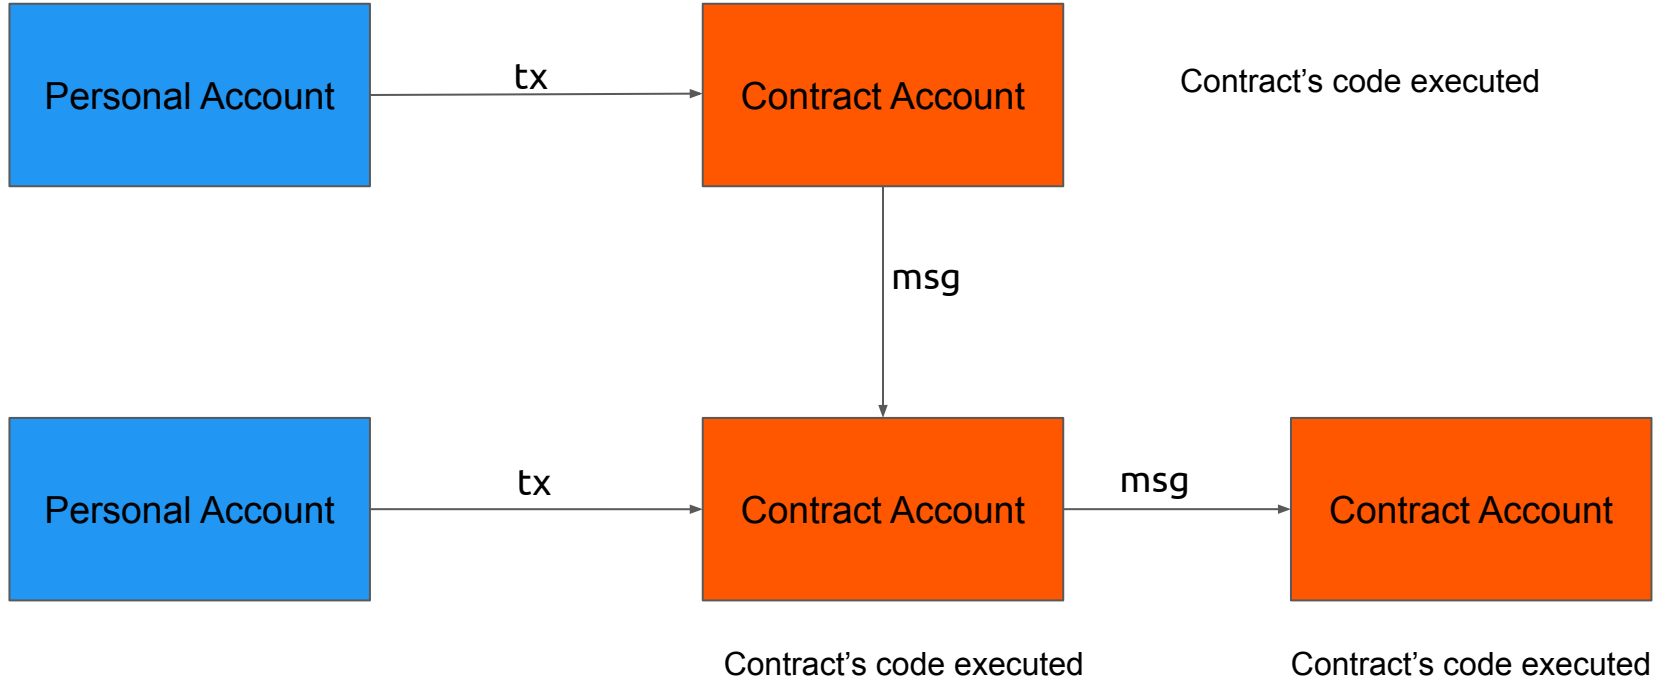 Personal Account
tx
Contract Account
Contract’s code executed
msg
Personal Account
tx
Contract Account
msg
Contract Account
Contract’s code executed
Contract’s code executed